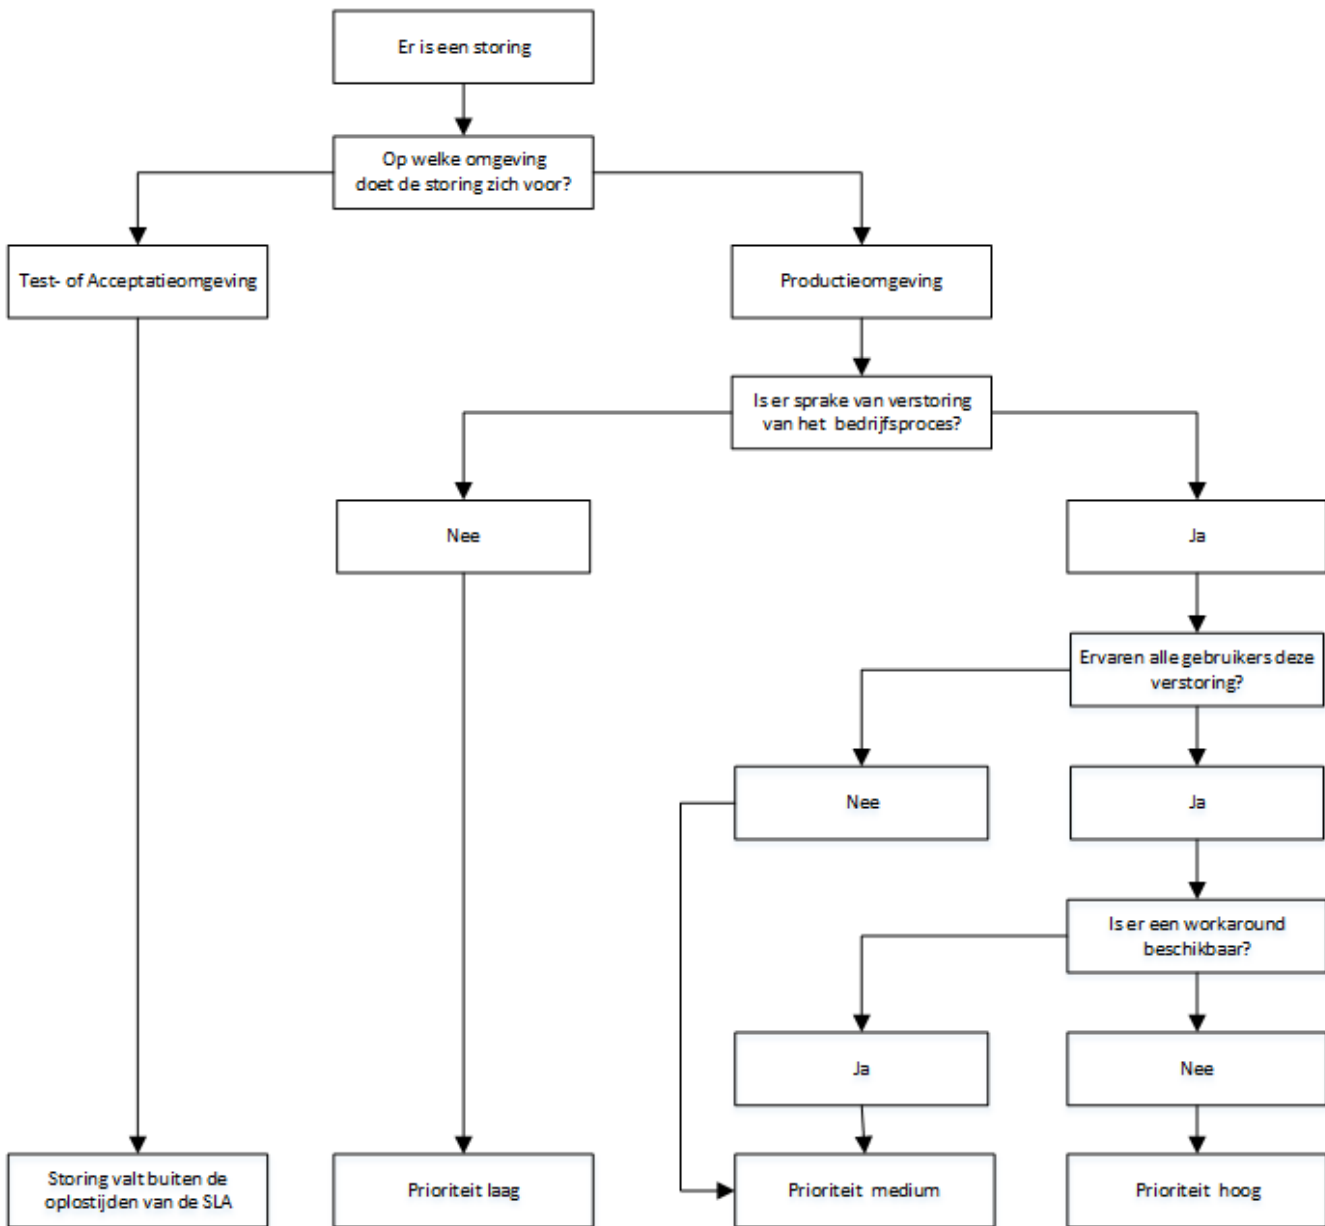 Er is een storing
Op welke omgeving
doet de storing zich voor?
Test- of Acceptatieomgeving
Productieomgeving
Is er sprake van verstoring
van het bedrijfsproces?
Nee
Ja
Ervaren alle gebruikers deze
verstoring?
Nee
Ja
Is er een workaround
beschikbaar?
Ja
Nee
Storing valt buiten de
oplostijden van de SLA
Prioriteit laag
Prioriteit medium
Prioriteit hoog